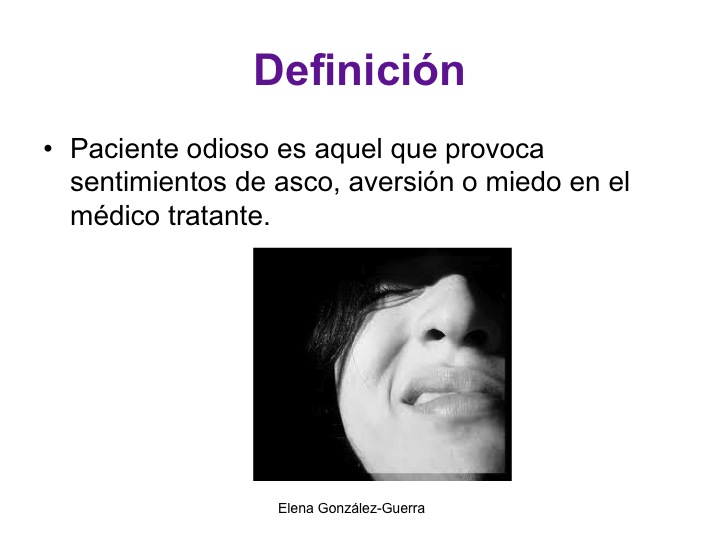 Definición
• Paciente odioso es aquel que provoca
sentimientos de asco, aversión o miedo en el
médico tratante.
Elena González-Guerra